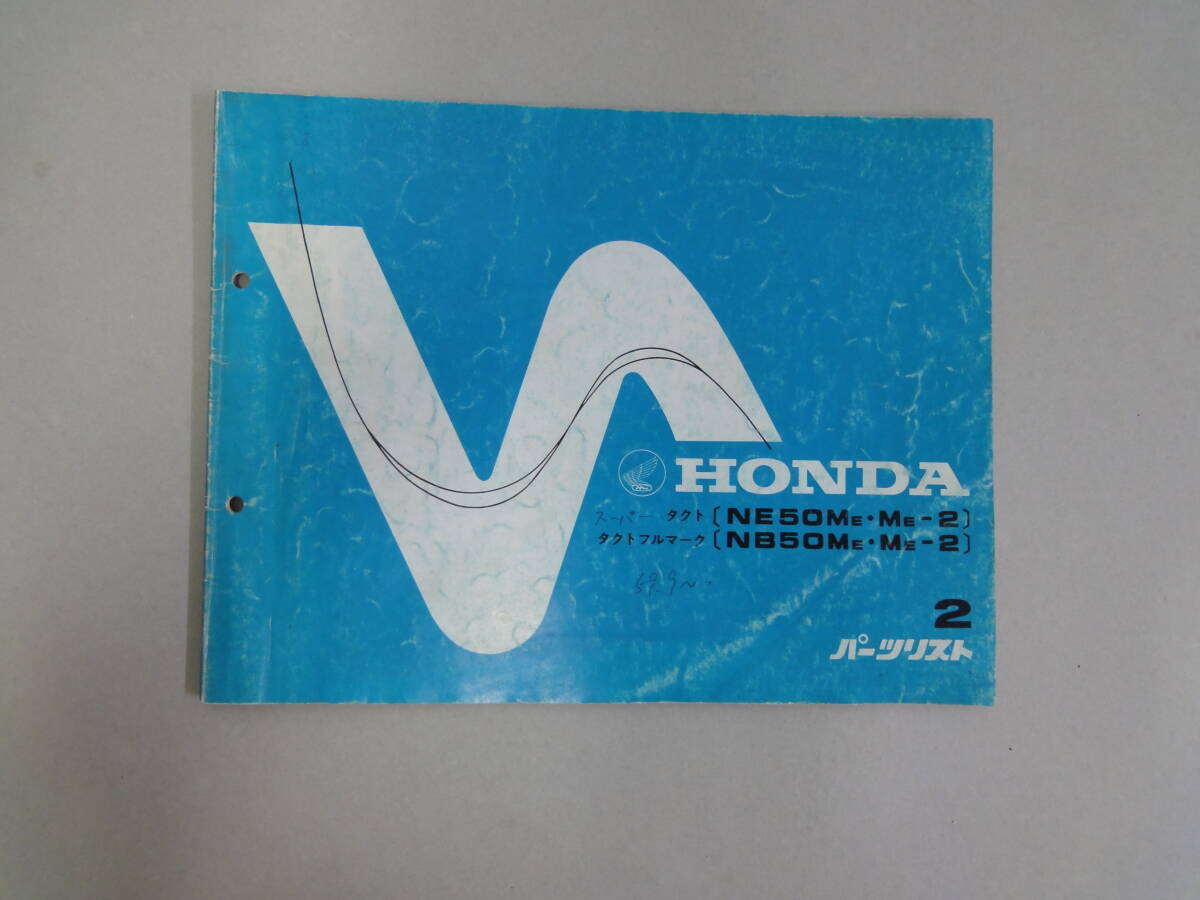 HONDA
スーパー タクト〔NE50ME・ME-2〕
タクトフルマーク〔NB50ME・ME-2〕
59.9~.
2
パーツリスト